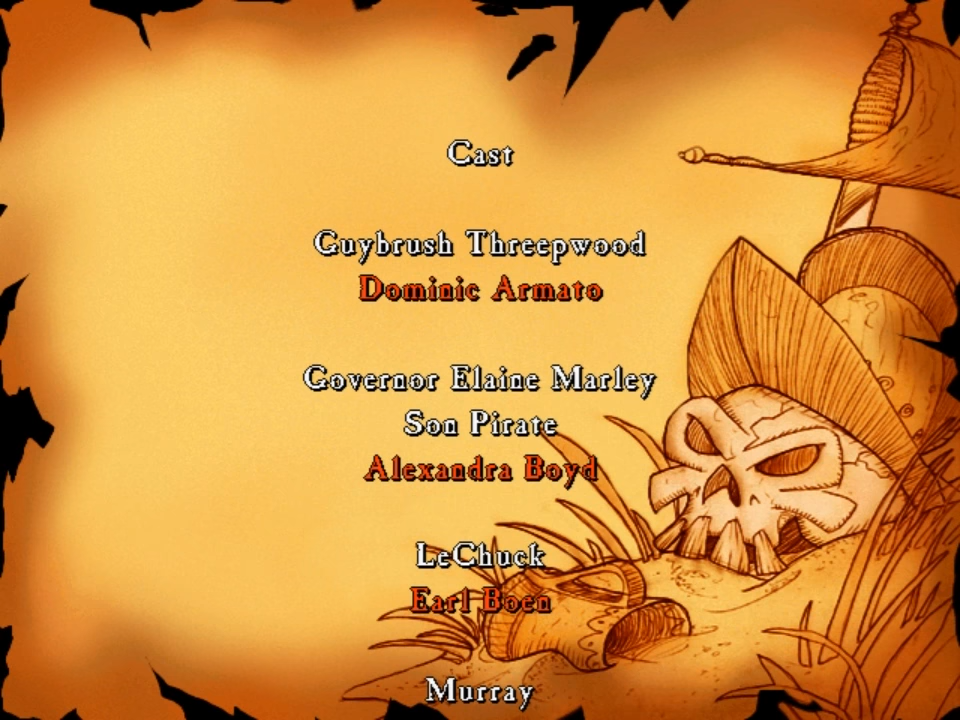 Cast
Guybrush Threepwood
Dominic Armato
Governor Elaine Marley
Son Pirate
Alexandra Boyd
LeChuck
Earl Boen
Murray